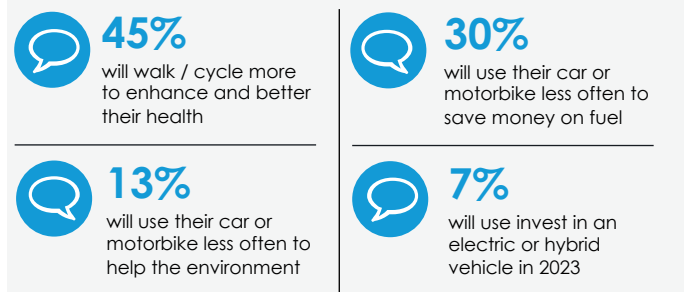 45%
will walk / cycle more
to enhance and better
their health
30%
will use their car or
motorbike less often to
save money on fuel
13%
will use their car or
motorbike less often to
help the environment
7%
will use invest in an
electric or hybrid
vehicle in 2023